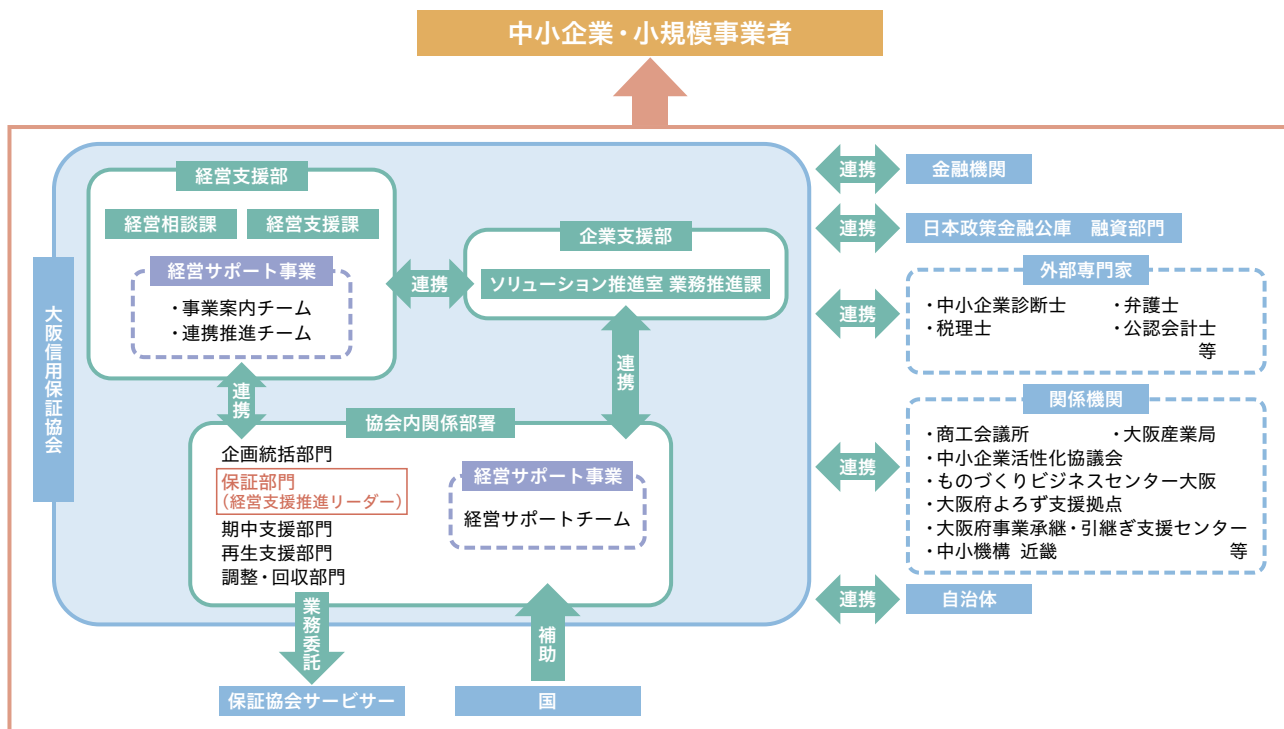 中小企業・小規模事業者
大阪信用保証協会
経営支援部
経営相談課
経営支援課
経営サポート事業
・事業案内チーム
・連携推進チーム
連携
企業支援部
ソリューション推進室 業務推進課
連携
連携
協会内関係部署
企画統括部門
保証部門
（経営支援推進リーダー）
期中支援部門
再生支援部門
調整・回収部門
経営サポート事業
経営サポートチーム
業務委託
補助
保証協会サービサー
国
連携
金融機関
連携
日本政策金融公庫　融資部門
連携
外部専門家
・中小企業診断士 ・弁護士
・税理士 ・公認会計士
等
連携
関係機関
・商工会議所 ・大阪産業局
・中小企業活性化協議会
・ものづくりビジネスセンター大阪
・大阪府よろず支援拠点
・大阪府事業承継・引継ぎ支援センター
・中小機構 近畿 等
連携
自治体